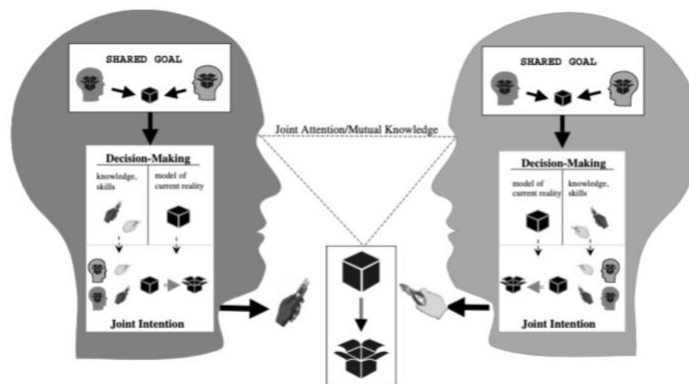 SHARED GOAL
Decision-Making
knowledge,
skills
model of
current reality
Joint Intention
Joint Attention/Mutual Knowledge
SHARED GOAL
Decision-Making
model of
current reality
knowledge,
skills
Joint Intention